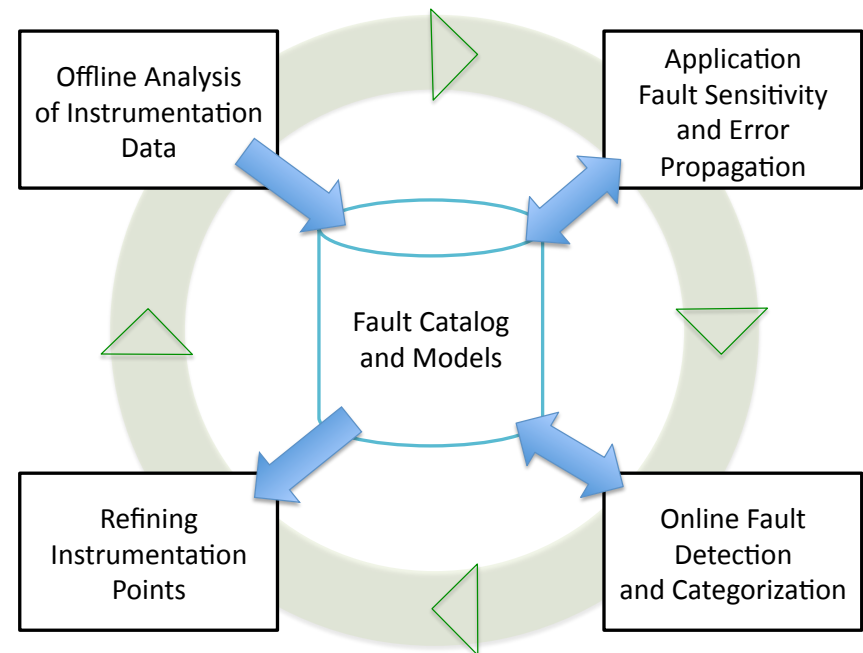 Offline Analysis
of Instrumentation
Data
Application
Fault Sensitivity
and Error
Propagation
Fault Catalog
and Models
Refining
Instrumentation
Points
Online Fault
Detection
and Categorization